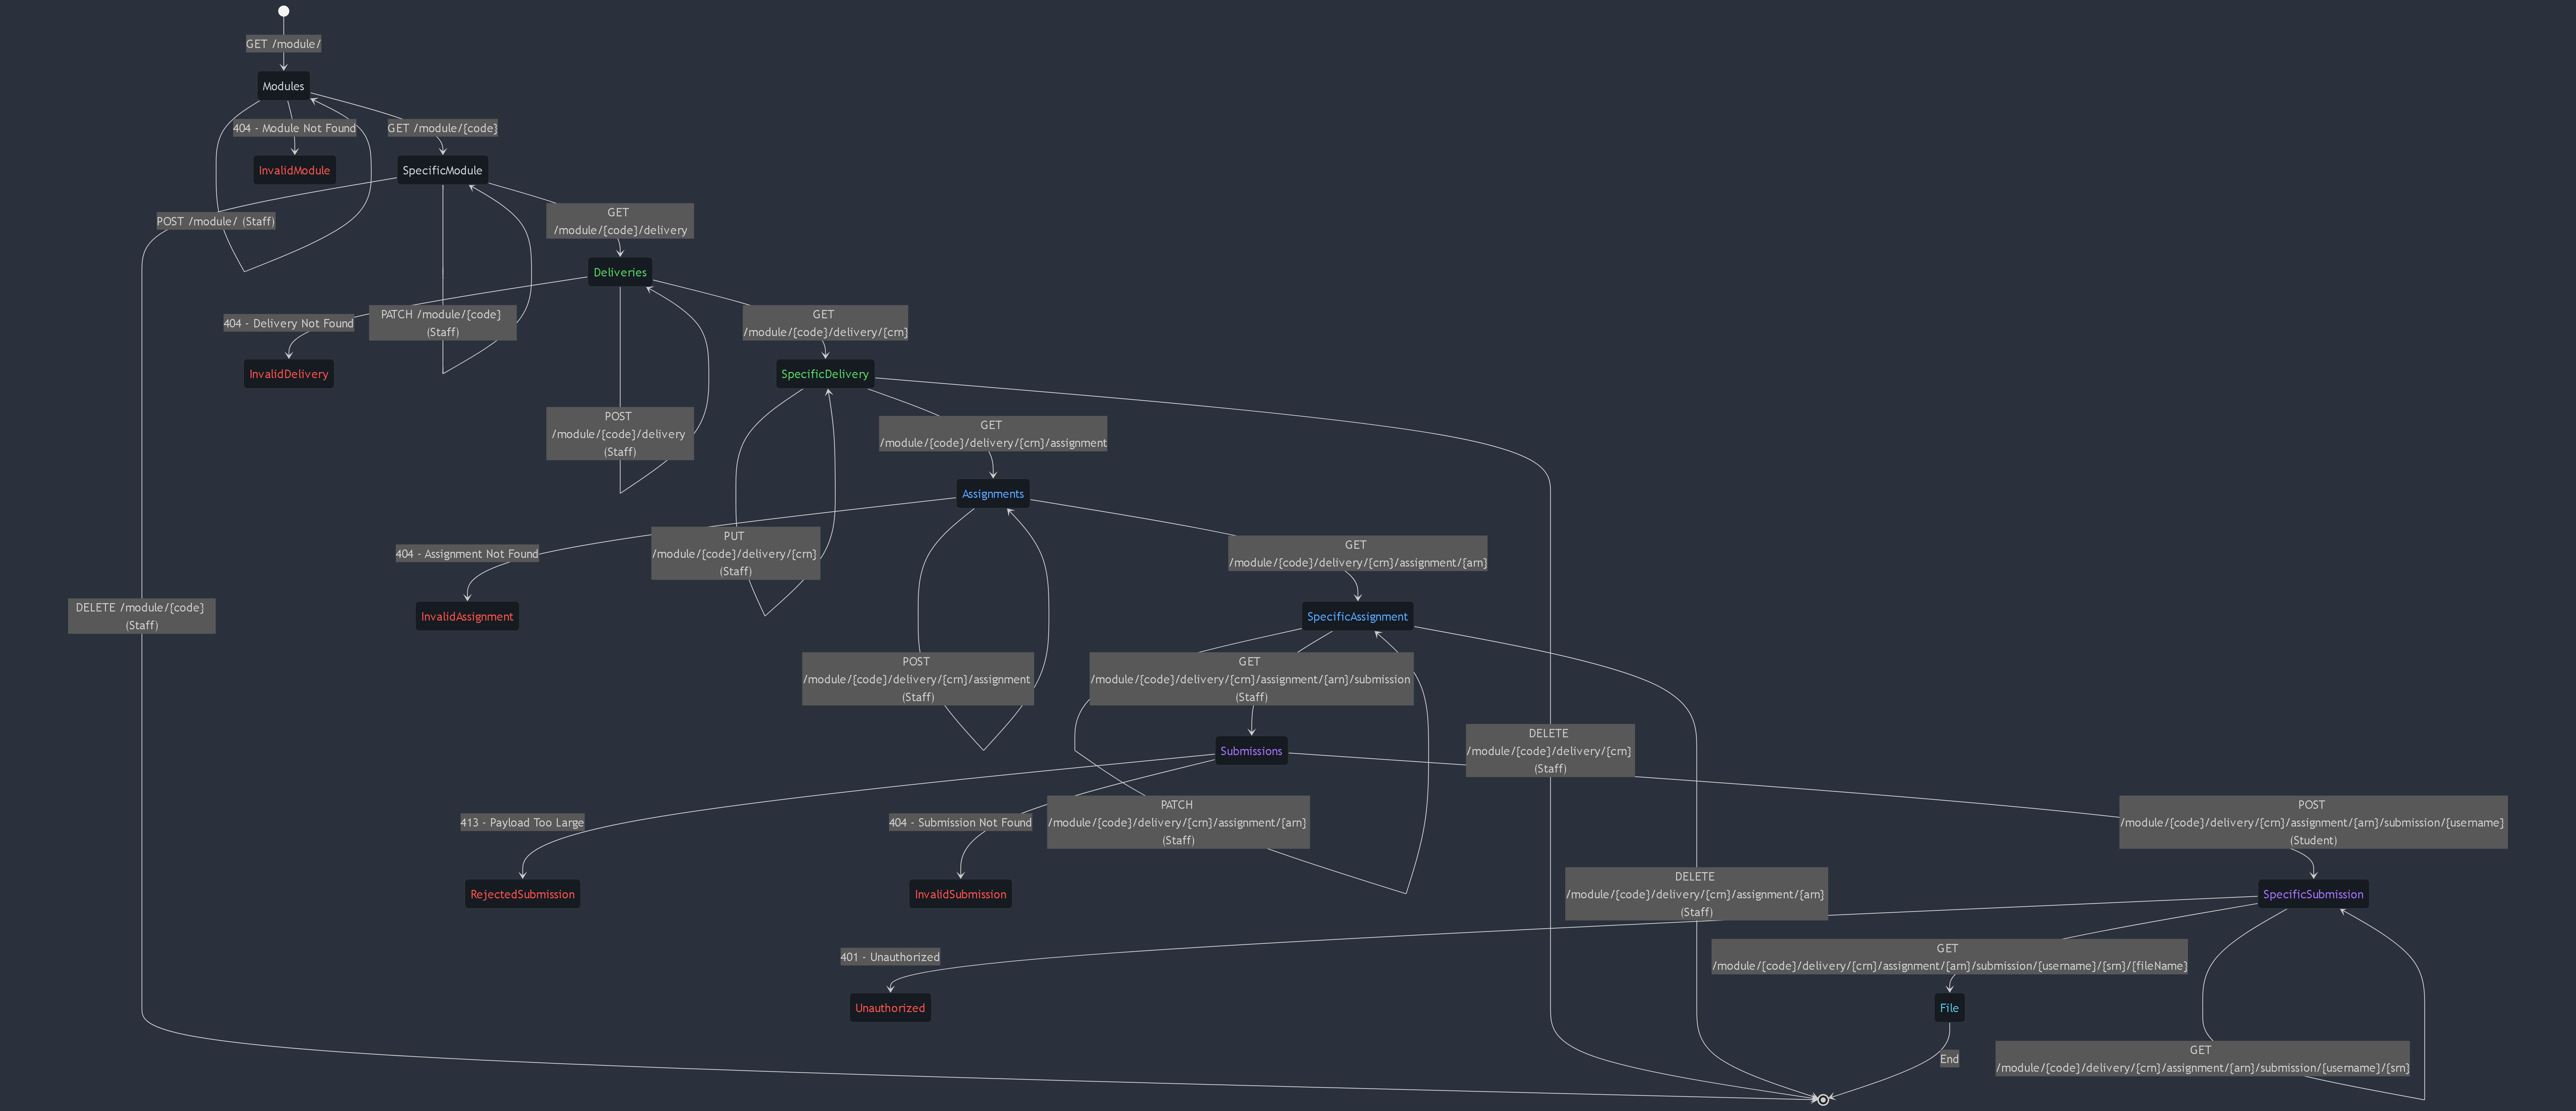 GET /module/
Modules
404 - Module Not Found
GET /module/{code}
InvalidModule
SpecificModule
POST /module/ (Staff)
GET
/module/{code}/delivery
Deliveries
404 - Delivery Not Found
PATCH /module/{code}
(Staff)
GET
/module/{code}/delivery/{crn}
InvalidDelivery
SpecificDelivery
POST
/module/{code}/delivery
(Staff)
GET
/module/{code}/delivery/{crn}/assignment
Assignments
404 - Assignment Not Found
PUT
/module/{code}/delivery/{crn}
(Staff)
GET
/module/{code}/delivery/{crn}/assignment/{arn}
DELETE /module/{code}
(Staff)
InvalidAssignment
SpecificAssignment
POST
/module/{code}/delivery/{crn}/assignment
(Staff)
GET
/module/{code}/delivery/{crn}/assignment/{arn}/submission
(Staff)
Submissions
DELETE
/module/{code}/delivery/{crn}
(Staff)
413 - Payload Too Large
404 - Submission Not Found
PATCH
/module/{code}/delivery/{crn}/assignment/{arn}
(Staff)
POST
/module/{code}/delivery/{crn}/assignment/{arn}/submission/{username}
(Student)
RejectedSubmission
InvalidSubmission
DELETE
/module/{code}/delivery/{crn}/assignment/{arn}
(Staff)
SpecificSubmission
401 - Unauthorized
GET
/module/{code}/delivery/{crn}/assignment/{arn}/submission/{username}/{srn}/{fileName}
Unauthorized
File
End
GET
/module/{code}/delivery/{crn}/assignment/{arn}/submission/{username}/{srn}